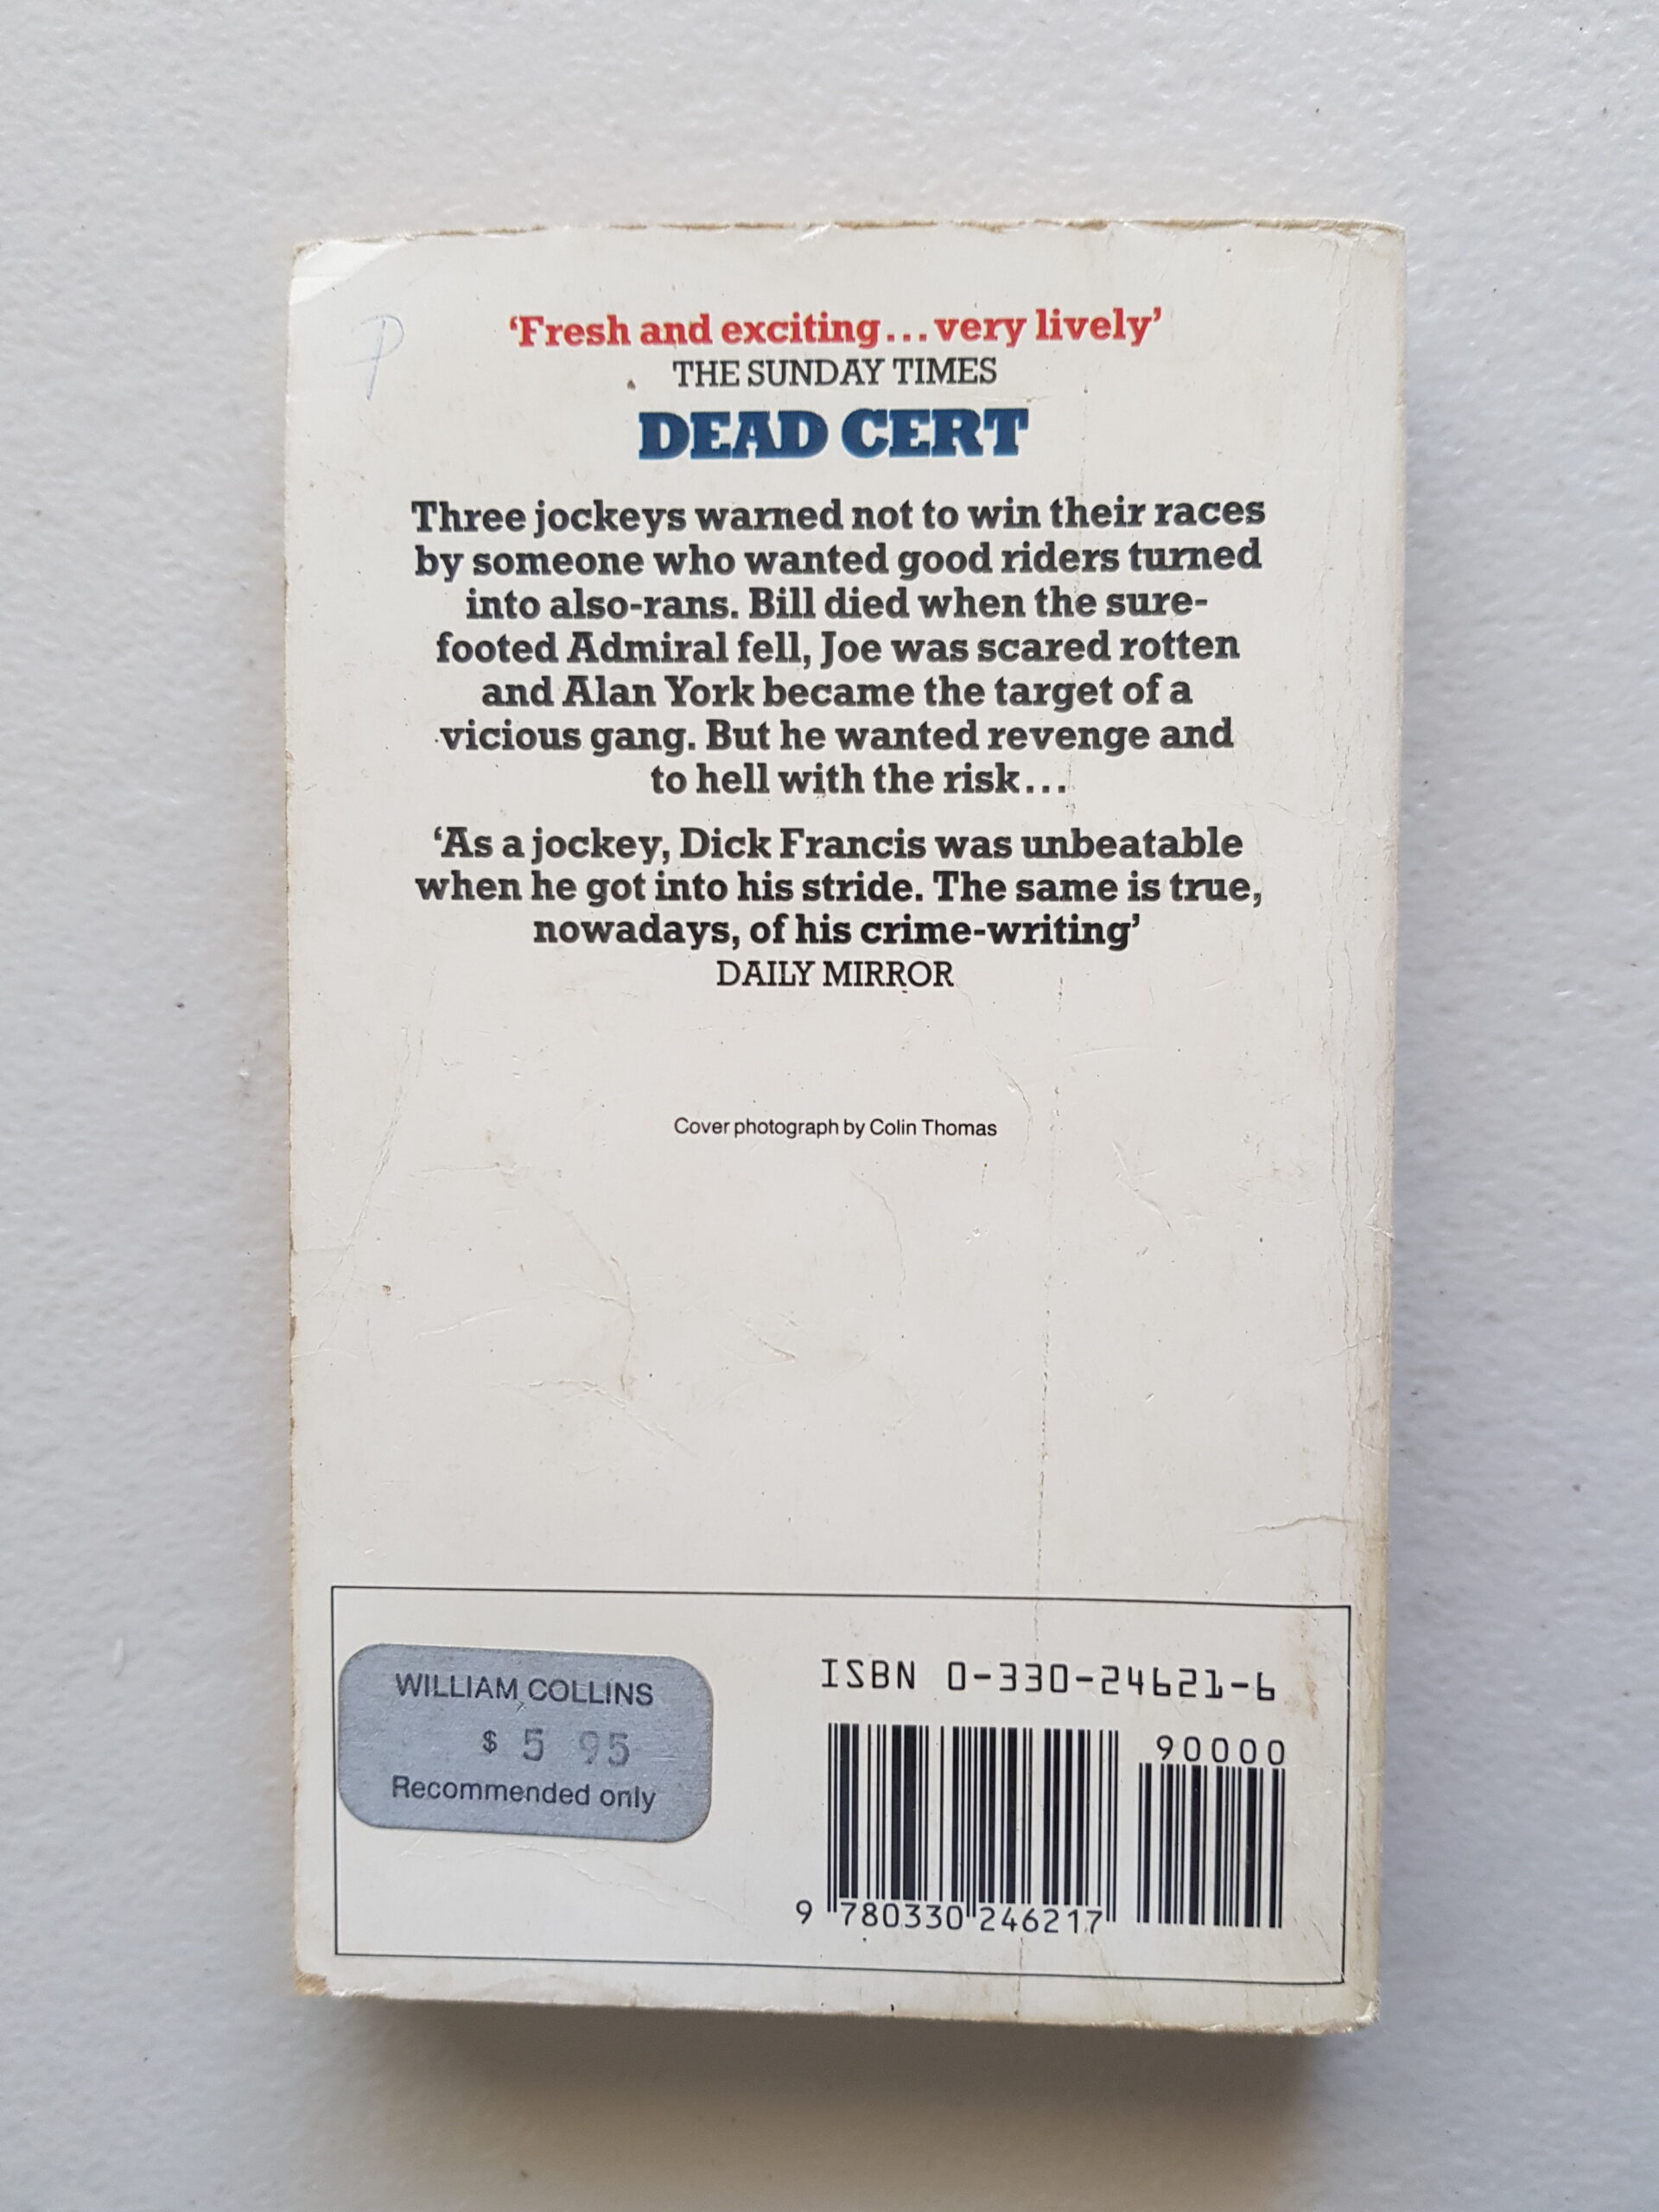 P
‘Fresh and exciting...very lively’
THE SUNDAY TIMES
DEAD CERT
Three jockeys warned not to win their races
by someone who wanted good riders turned
into also-rans. Bill died when the sure-
footed Admiral fell, Joe was scared rotten
and Alan York became the target of a
vicious gang. But he wanted revenge and
to hell with the risk...
‘As a jockey, Dick Francis was unbeatable
when he got into his stride. The same is true,
nowadays, of his crime-writing’
DAILY MIRROR
Cover photograph by Colin Thomas
WILLIAM COLLINS
$ 5 95
Recommended only
ISBN 0-330-24621-6
90000
9 780330 246217